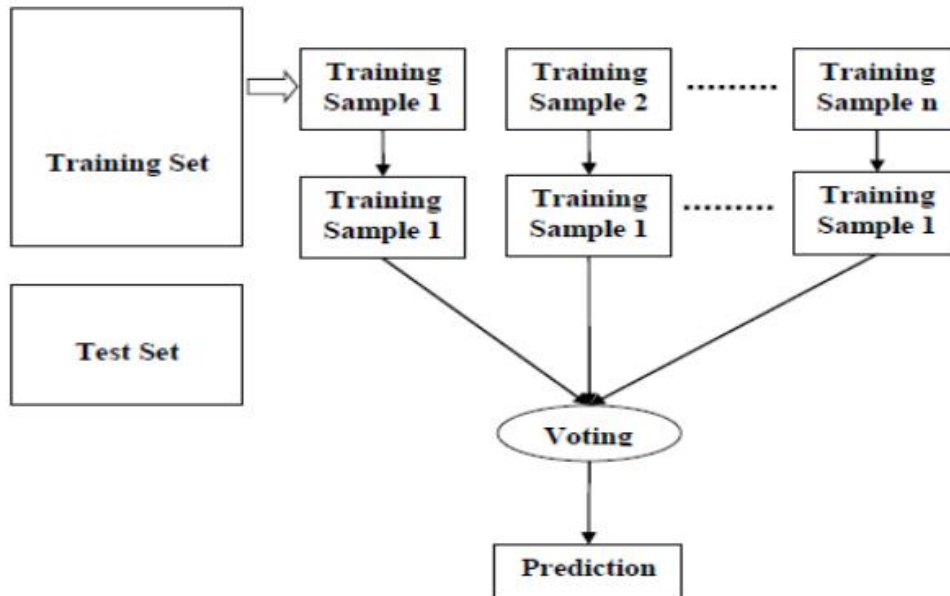 Training Set
Training
Sample 1
Training
Sample 2
Training
Sample n
Training
Sample 1
Training
Sample 1
Training
Sample 1
Test Set
Voting
Prediction